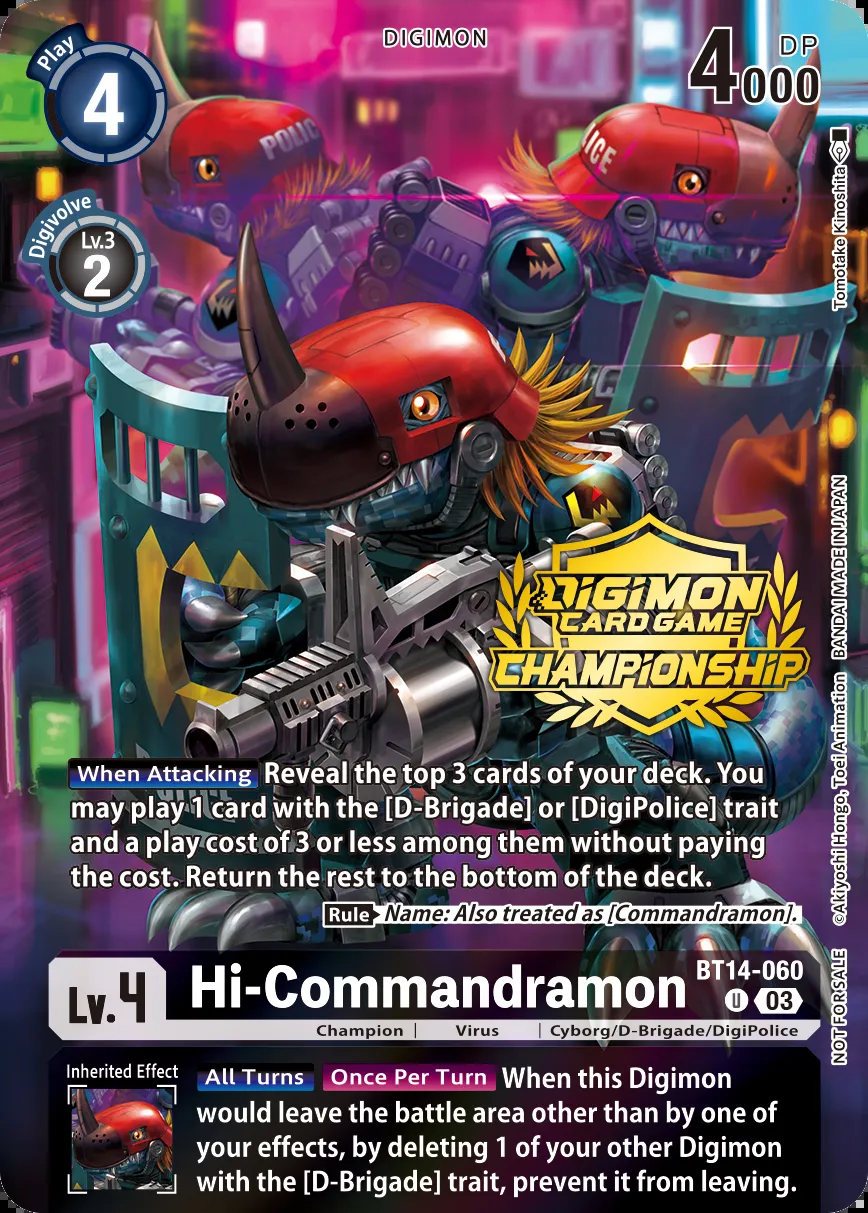 DIGIMON
Play
4
DP
4000
Digivolve
Lv.3
2
POLIC
ICE
Tomotake Kinoshita
DIGIMON
CARD GAME
CHAMPIONSHIP
When Attacking Reveal the top 3 cards of your deck. You
may play 1 card with the [D-Brigade] or [DigiPolice] trait
and a play cost of 3 or less among them without paying
the cost. Return the rest to the bottom of the deck.
Rule Name: Also treated as [Commandramon].
©Akiyoshi Hongo, Toei Animation BANDAI MADE IN JAPAN
NOT FOR SALE
Lv.4
Hi-Commandramon
BT14-060
U 03
Champion | Virus | Cyborg/D-Brigade/DigiPolice
Inherited Effect
All Turns Once Per Turn When this Digimon
would leave the battle area other than by one of
your effects, by deleting 1 of your other Digimon
with the [D-Brigade] trait, prevent it from leaving.